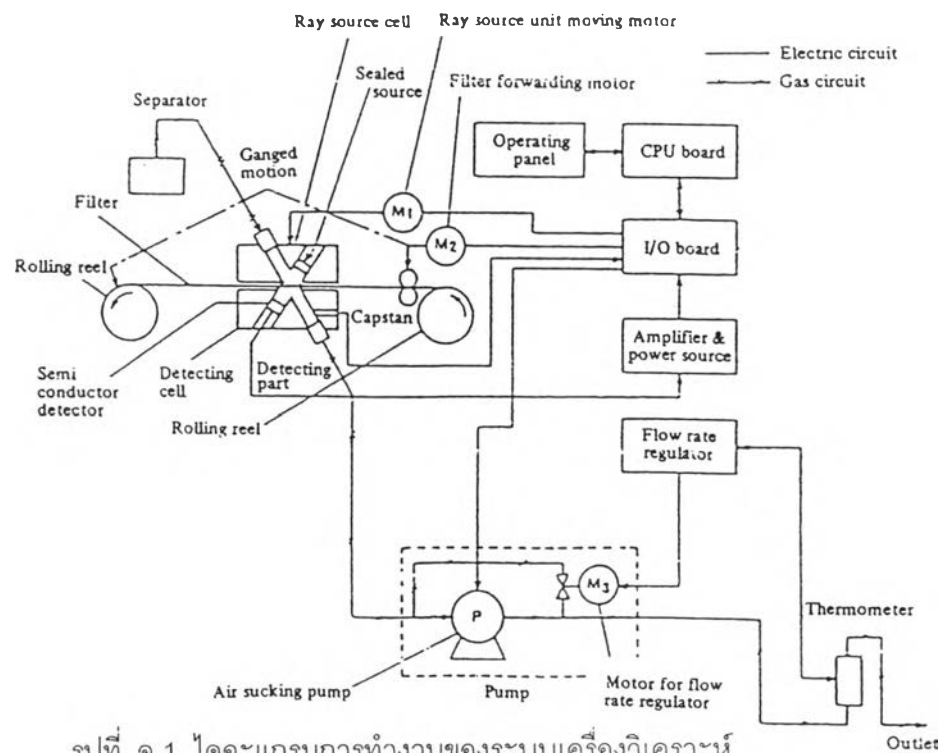 Ray source cell
Ray source unit moving motor
Electric circuit
Gas circuit
Sealed
source
Filter forwarding motor
Separator
Operating
panel
CPU board
Ganged
motion
Filter
M1
M2
I/O board
Rolling reel
Capstan
Amplifier &
power source
Semi
conductor
detector
Detecting
cell
Detecting
part
Rolling reel
Flow rate
regulator
M3
P
Thermometer
Air sucking pump
Pump
Motor for flow
rate regulator
Outlet
รูปที่ ๑.1 ไดอะแกรมการทำงานของระบบเครื่องวิเคราะห์